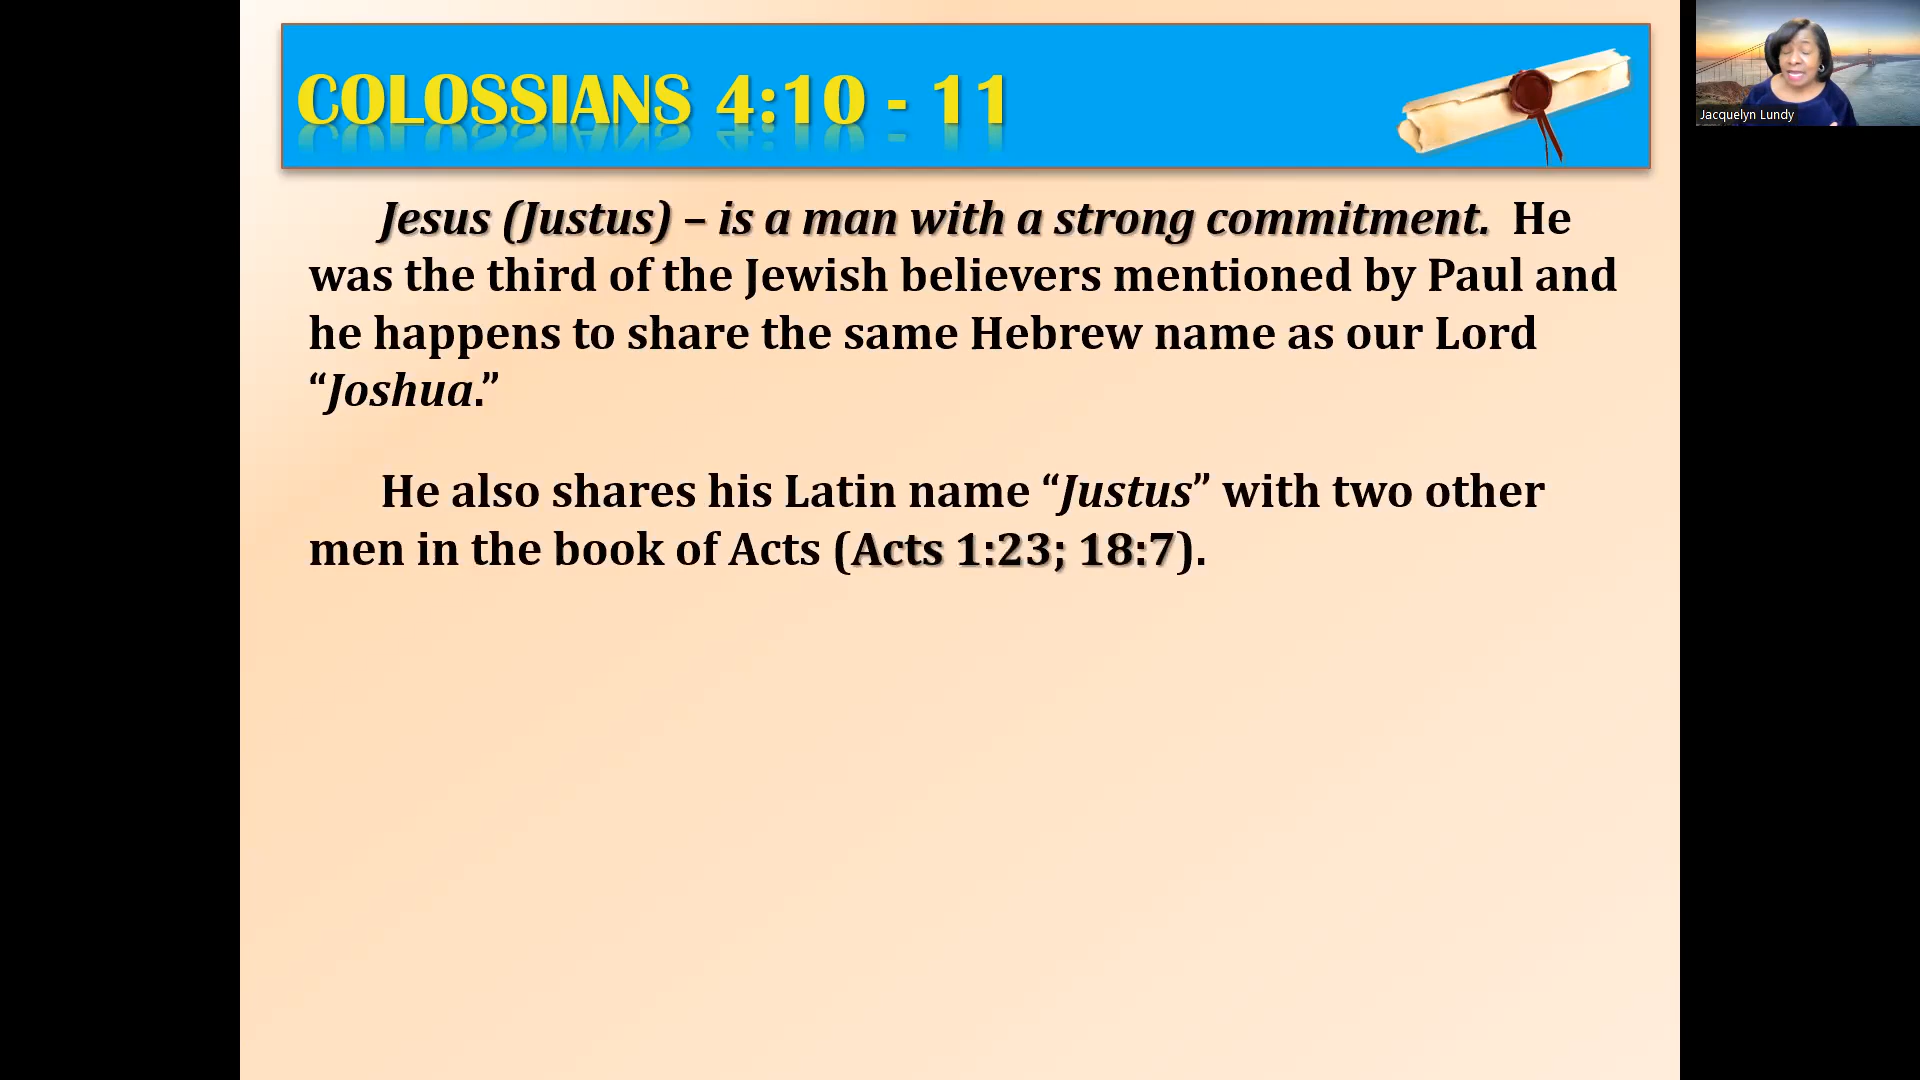 COLOSSIANS 4:10 - 11
Jacquelyn Lundy
Jesus (Justus) – is a man with a strong commitment. He
was the third of the Jewish believers mentioned by Paul and
he happens to share the same Hebrew name as our Lord
“Joshua.”
He also shares his Latin name “Justus” with two other
men in the book of Acts (Acts 1:23; 18:7).